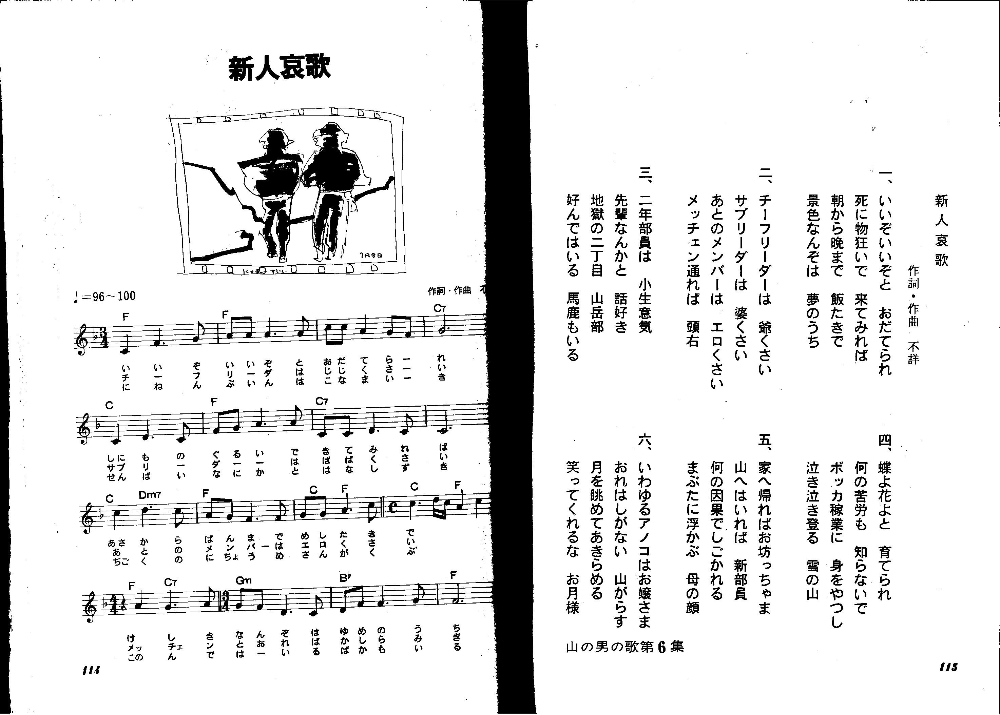 新人哀歌
7月8日
♩=96～100
作詞・作曲
F F C7
いいぞいいぞとおだてられ
チーフリーダーはじじくさーい
にねんぶいんはこなまいーき
C F C7
しにものぐるいできてみれば
サブリーダーはばばくさい
せんぱいなーにかとはなしずき
C Dm7 F C F C F
あさからばんまでめしたきで
あとのメンバーはエロくさい
ちごくのにちょうめさんがくぶ
F C7 Gm B♭ F
けしきなんぞはゆめのうち
メッチェンとおればかしらみぎ
このんではいるばかもいる
114
新人哀歌
作詞・作曲 不詳
一、いいぞいいぞと おだてられ
死に物狂いで 来てみれば
朝から晩まで 飯たきで
景色なんぞは 夢のうち
二、チーフリーダーは 爺くさい
サブリーダーは 婆くさい
あとのメンバーは エロくさい
メッチェン通れば 頭右
三、二年部員は 小生意気
先輩なんかと 話好き
地獄の二丁目 山岳部
好んではいる 馬鹿もいる
四、蝶よ花よと 育てられ
何の苦労も 知らないで
ボッカ稼業に 身をやつし
泣き泣き登る 雪の山
五、家へ帰ればお坊っちゃま
山へはいれば 新部員
何の因果でしごかれる
まぶたに浮かぶ 母の顔
六、いわゆるアノコはお嬢さま
おれはしがない 山がらす
月を眺めてあきらめる
笑ってくれるな お月様
山の男の歌第6集
115